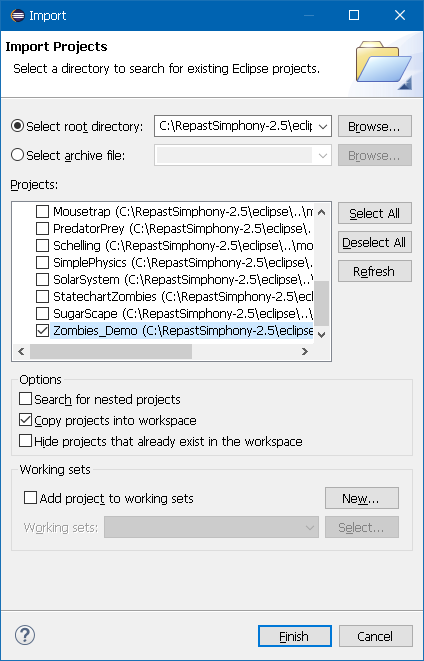 Import
Import Projects
Select a directory to search for existing Eclipse projects.
Select root directory: C:\RepastSimphony-2.5\eclip Browse...
Select archive file: Browse...
Projects:
Mousetrap (C:\RepastSimphony-2.5\eclipse\..\m
PredatorPrey (C:\RepastSimphony-2.5\eclipse\.
Schelling (C:\RepastSimphony-2.5\eclipse\..\mo
SimplePhysics (C:\RepastSimphony-2.5\eclipse\
SolarSystem (C:\RepastSimphony-2.5\eclipse\..
StatechartZombies (C:\RepastSimphony-2.5\ecli
SugarScape (C:\RepastSimphony-2.5\eclipse\..\
Zombies_Demo (C:\RepastSimphony-2.5\eclipse
Select All
Deselect All
Refresh
Options
Search for nested projects
Copy projects into workspace
Hide projects that already exist in the workspace
Working sets
Add project to working sets New...
Working sets: Select...
? Finish Cancel